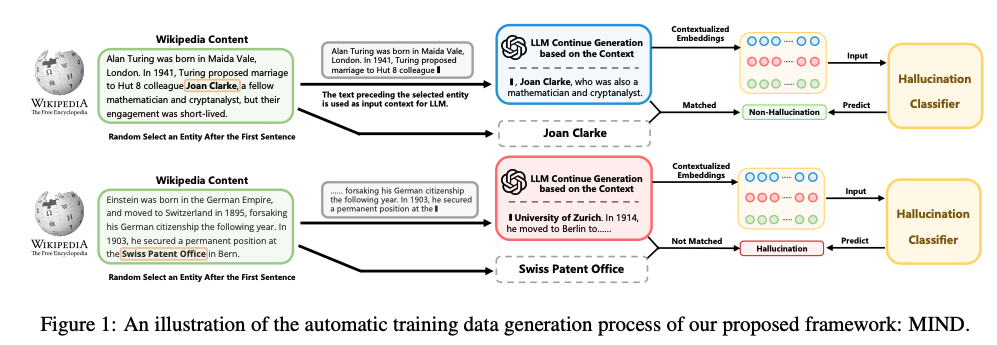 Wikipedia Content
Alan Turing was born in Maida Vale,
London. In 1941, Turing proposed marriage
to Hut 8 colleague Joan Clarke, a fellow
mathematician and cryptanalyst, but their
engagement was short-lived.
Random Select an Entity After the First Sentence
WIKIPEDIA
The Free Encyclopedia
Alan Turing was born in Maida Vale,
London. In 1941, Turing proposed
marriage to Hut 8 colleague
The text preceding the selected entity
is used as input context for LLM.
LLM Continue Generation
based on the Context
, Joan Clarke, who was also a
mathematician and cryptanalyst.
Joan Clarke
Contextualized
Embeddings
Matched
Input
Non-Hallucination
Predict
Hallucination
Classifier
Wikipedia Content
Einstein was born in the German Empire,
and moved to Switzerland in 1895, forsaking
his German citizenship the following year. In
1903, he secured a permanent position at
the Swiss Patent Office in Bern.
Random Select an Entity After the First Sentence
WIKIPEDIA
The Free Encyclopedia
...... forsaking his German citizenship
the following year. In 1903, he secured
a permanent position at the
LLM Continue Generation
based on the Context
University of Zurich. In 1914,
he moved to Berlin to......
Swiss Patent Office
Contextualized
Embeddings
Not Matched
Input
Hallucination
Predict
Hallucination
Classifier
Figure 1: An illustration of the automatic training data generation process of our proposed framework: MIND.